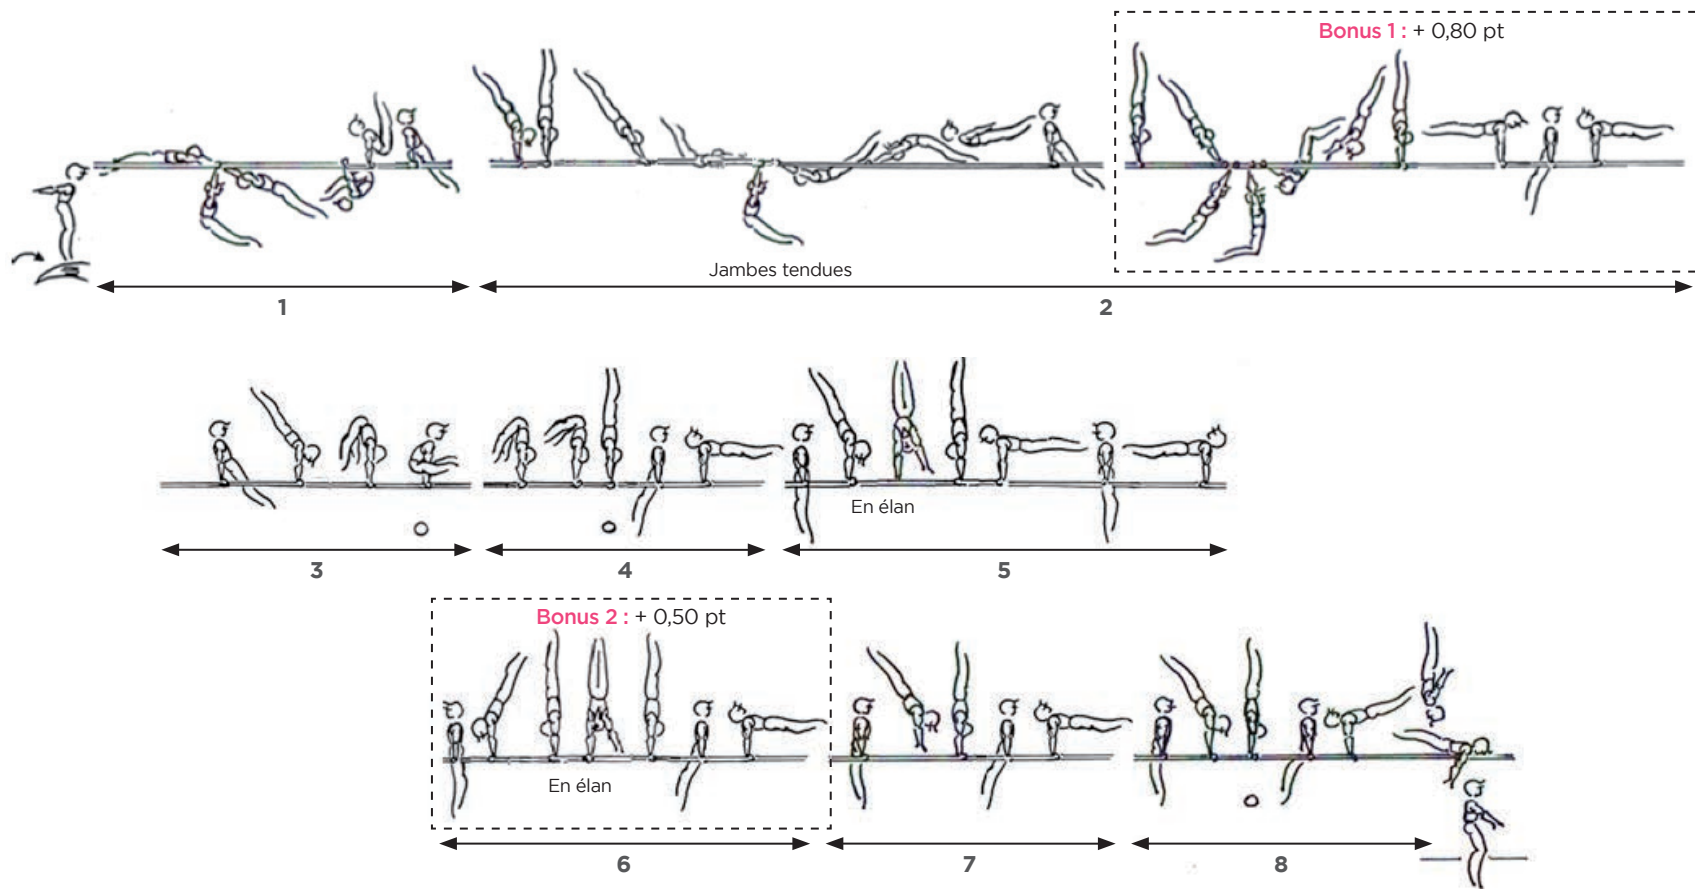 Bonus 1 : + 0,80 pt
Jambes tendues
1
2
En élan
3
4
5
Bonus 2 : + 0,50 pt
En élan
6
7
8